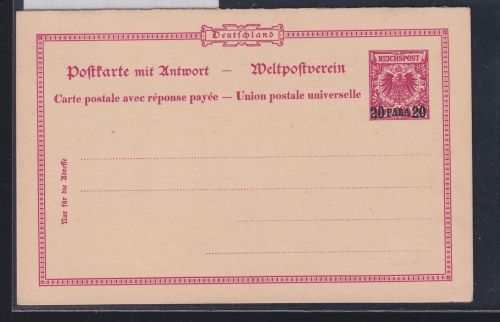 Deutschland
Postkarte mit Antwort — Weltpostverein
Carte postale avec réponse payée — Union postale universelle
REICHSPOST
20 PARA 20
Nur für die Adresse